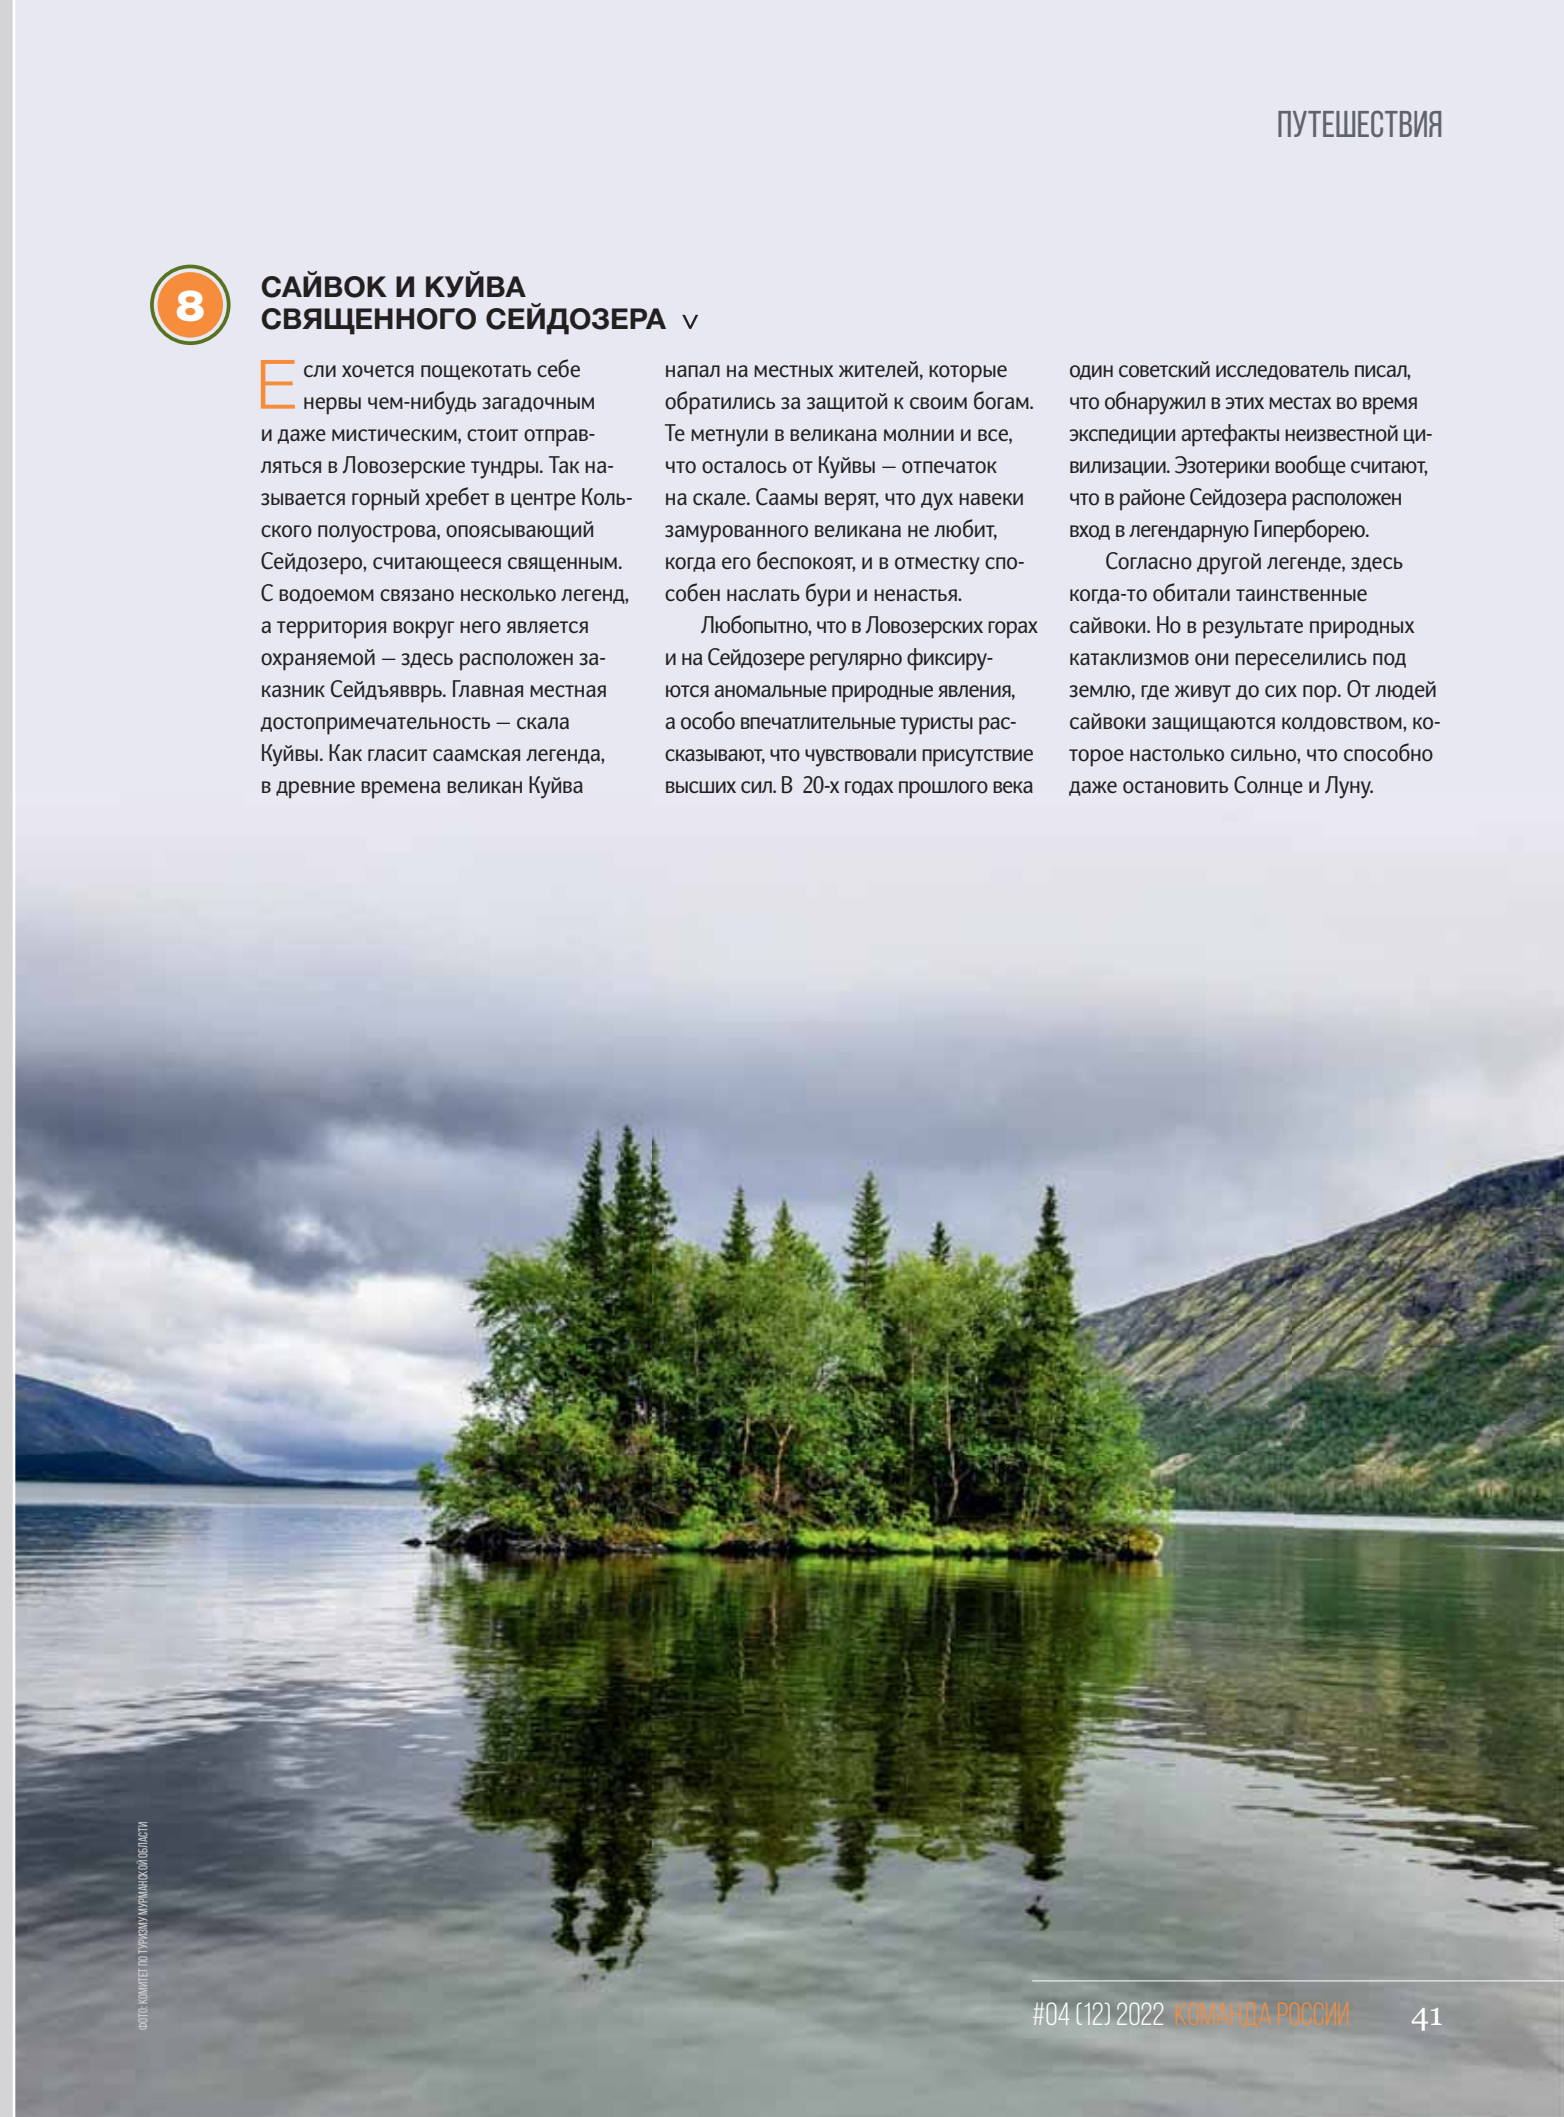 ПУТЕШЕСТВИЯ
8
САЙВОК И КУЙВА
СВЯЩЕННОГО СЕЙДОЗЕРА
Если хочется пощекотать себе
нервы чем-нибудь загадочным
и даже мистическим, стоит отправ-
ляться в Ловозерские тундры. Так на-
зывается горный хребет в центре Коль-
ского полуострова, опоясывающий
Сейдозеро, считающееся священным.
С водоемом связано несколько легенд,
а территория вокруг него является
охраняемой – здесь расположен за-
казник Сейдъявврь. Главная местная
достопримечательность – скала
Куйвы. Как гласит саамская легенда,
в древние времена великан Куйва
напал на местных жителей, которые
обратились за защитой к своим богам.
Те метнули в великана молнии и все,
что осталось от Куйвы – отпечаток
на скале. Саамы верят, что дух навеки
замурованного великана не любит,
когда его беспокоят, и в отместку спо-
собен наслать бури и ненастья.
Любопытно, что в Ловозерских горах
и на Сейдозере регулярно фиксиру-
ются аномальные природные явления,
а особо впечатлительные туристы рас-
сказывают, что чувствовали присутствие
высших сил. В 20-х годах прошлого века
один советский исследователь писал,
что обнаружил в этих местах во время
экспедиции артефакты неизвестной ци-
вилизации. Эзотерики вообще считают,
что в районе Сейдозера расположен
вход в легендарную Гиперборею.
Согласно другой легенде, здесь
когда-то обитали таинственные
сайвоки. Но в результате природных
катаклизмов они переселились под
землю, где живут до сих пор. От людей
сайвоки защищаются колдовством, ко-
торое настолько сильно, что способно
даже остановить Солнце и Луну.
ФОТО: КОМИТЕТ ПО ТУРИЗМУ МУРМАНСКОЙ ОБЛАСТИ
#04 (12) 2022 КОМАНДА РОССИИ 41